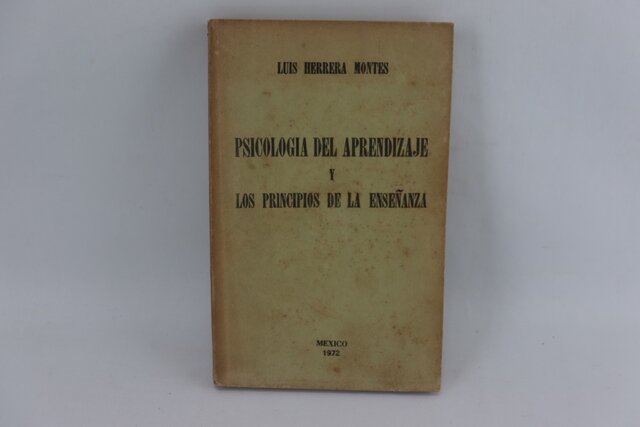 LUIS HERRERA MONTES
PSICOLOGIA DEL APRENDIZAJE
Y
LOS PRINCIPIOS DE LA ENSEÑANZA
MEXICO
1972